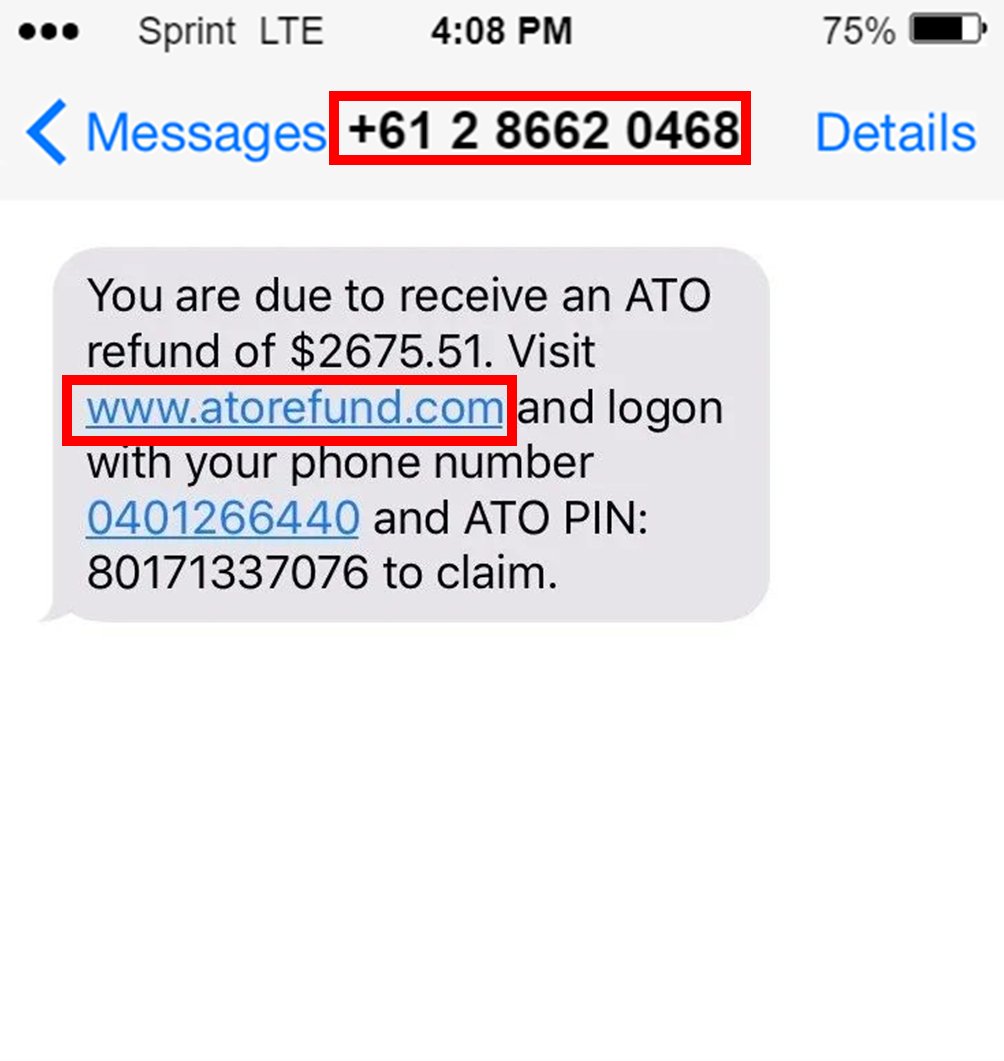 Sprint LTE 4:08 PM 75%
Messages +61 2 8662 0468 Details
You are due to receive an ATO
refund of $2675.51. Visit
www.atorefund.com and logon
with your phone number
0401266440 and ATO PIN:
80171337076 to claim.